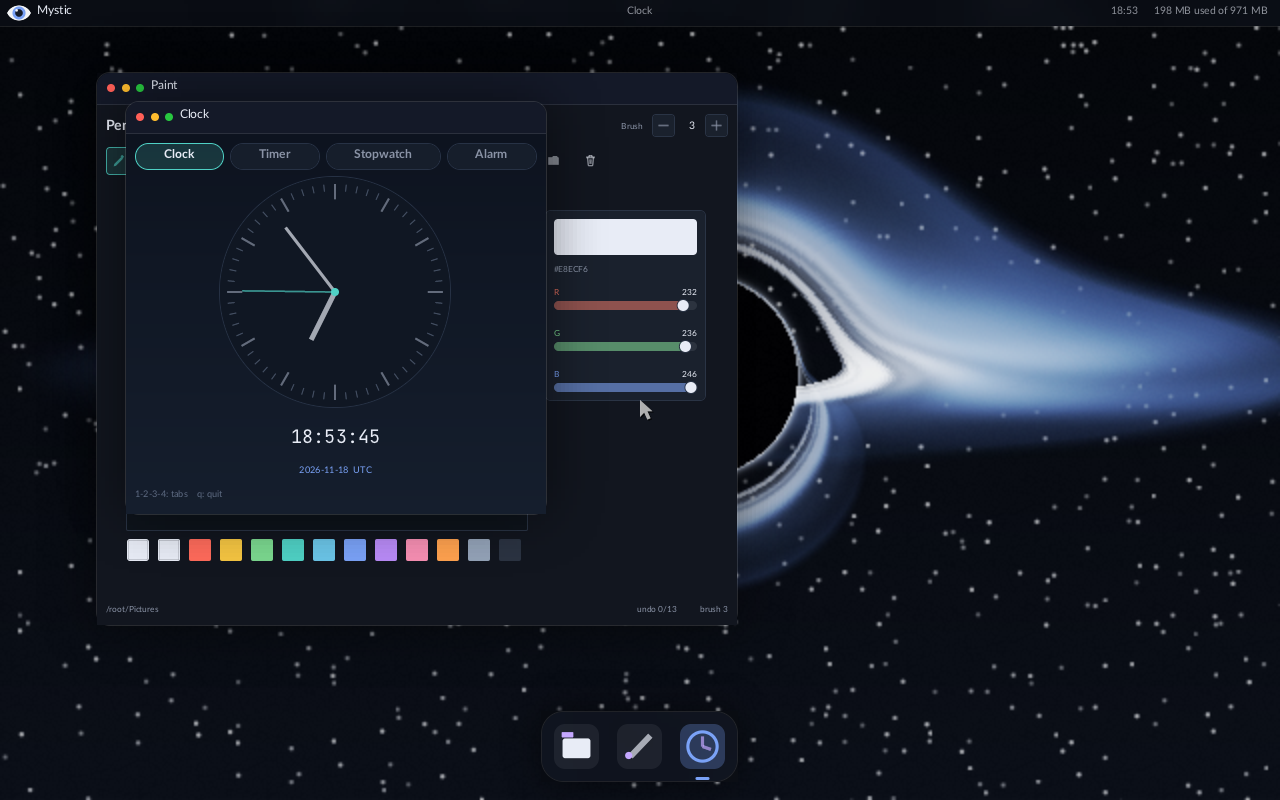 Mystic Clock 18:53 198 MB used of 971 MB
Paint
Clock
Brush 3
Clock Timer Stopwatch Alarm
#E8ECF6
R 232
G 236
B 246
18:53:45
2026-11-18 UTC
1-2-3-4: tabs q: quit
/root/Pictures undo 0/13 brush 3